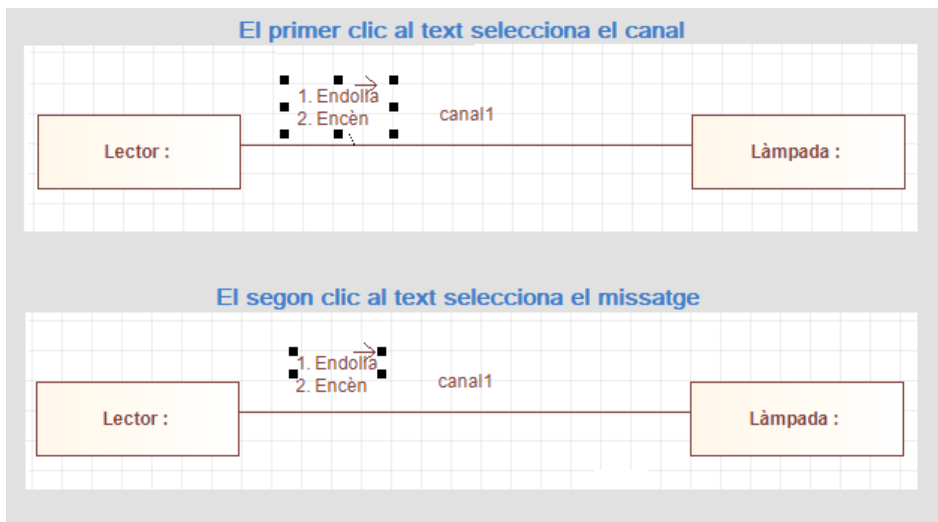 El primer clic al text selecciona el canal
1. Endolla
2. Encèn
canal1
Lector :
Làmpada :
El segon clic al text selecciona el missatge
1. Endolla
2. Encèn
canal1
Lector :
Làmpada :